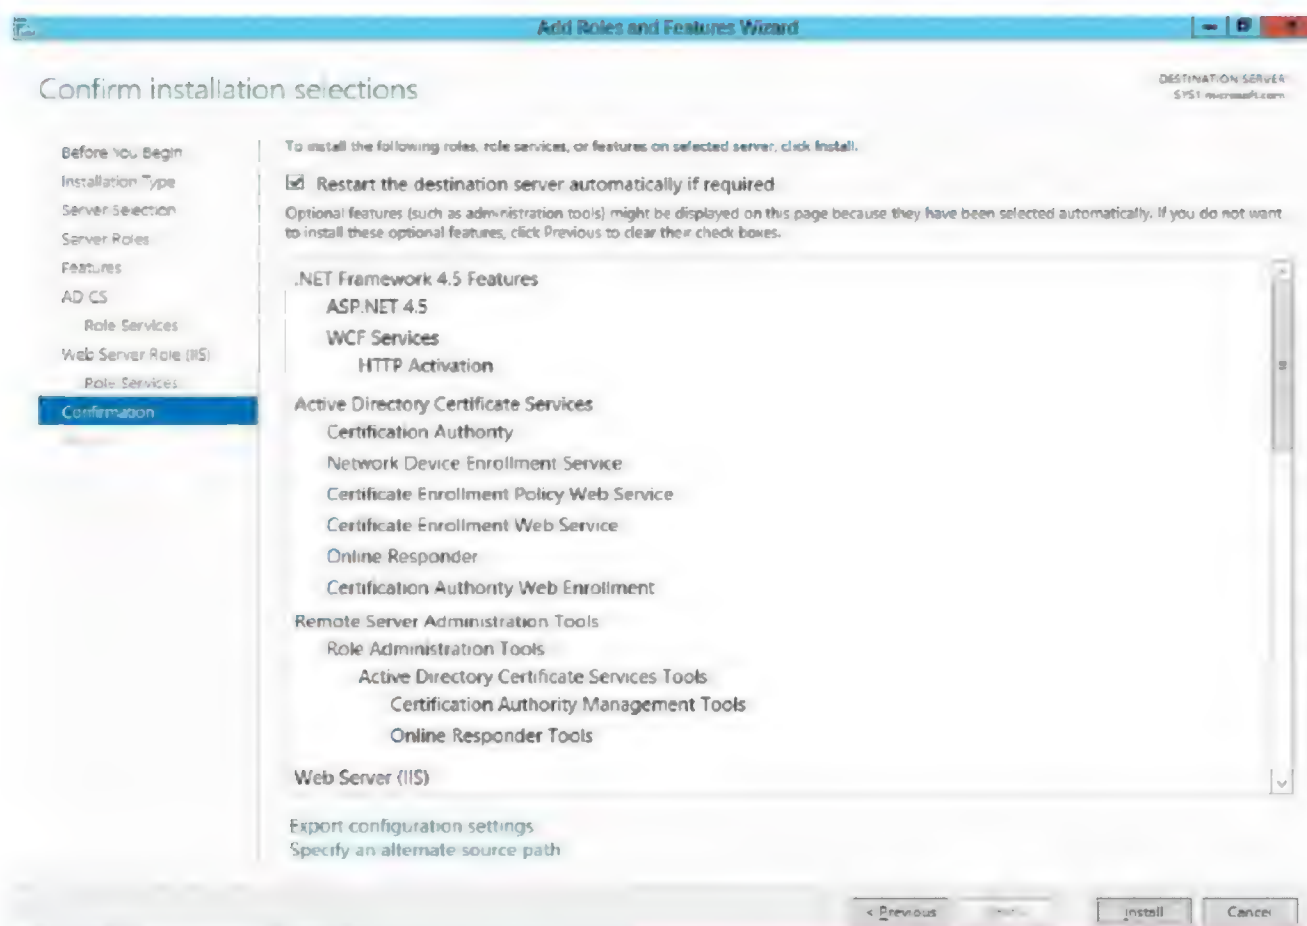 Add Roles and Features Wizard
Confirm installation selections
DESTINATION SERVER
SYS1.microsoft.com
Before You Begin
Installation Type
Server Selection
Server Roles
Features
AD CS
Role Services
Web Server Role (IIS)
Role Services
Confirmation
To install the following roles, role services, or features on selected server, click Install.
Restart the destination server automatically if required
Optional features (such as administration tools) might be displayed on this page because they have been selected automatically. If you do not want
to install these optional features, click Previous to clear their check boxes.
.NET Framework 4.5 Features
ASP.NET 4.5
WCF Services
HTTP Activation
Active Directory Certificate Services
Certification Authority
Network Device Enrollment Service
Certificate Enrollment Policy Web Service
Certificate Enrollment Web Service
Online Responder
Certification Authority Web Enrollment
Remote Server Administration Tools
Role Administration Tools
Active Directory Certificate Services Tools
Certification Authority Management Tools
Online Responder Tools
Web Server (IIS)
Export configuration settings
Specify an alternate source path
< Previous
Install
Cancel